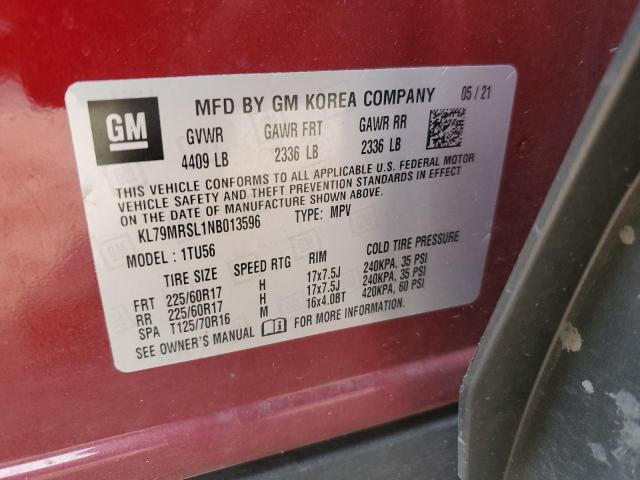 GM
MFD BY GM KOREA COMPANY 05 / 21
GVWR GAWR FRT GAWR RR
4409 LB 2336 LB 2336 LB
THIS VEHICLE CONFORMS TO ALL APPLICABLE U.S. FEDERAL MOTOR
VEHICLE SAFETY AND THEFT PREVENTION STANDARDS IN EFFECT
ON THE DATE OF MANUFACTURE SHOWN ABOVE.
KL79MRSL1NB013596 TYPE: MPV
MODEL: 1TU56
TIRE SIZE SPEED RTG RIM COLD TIRE PRESSURE
FRT 225/60R17 H 17x7.5J 240KPA, 35 PSI
RR 225/60R17 H 17x7.5J 240KPA, 35 PSI
SPA T125/70R16 M 16x4.0BT 420KPA, 60 PSI
SEE OWNER'S MANUAL FOR MORE INFORMATION.